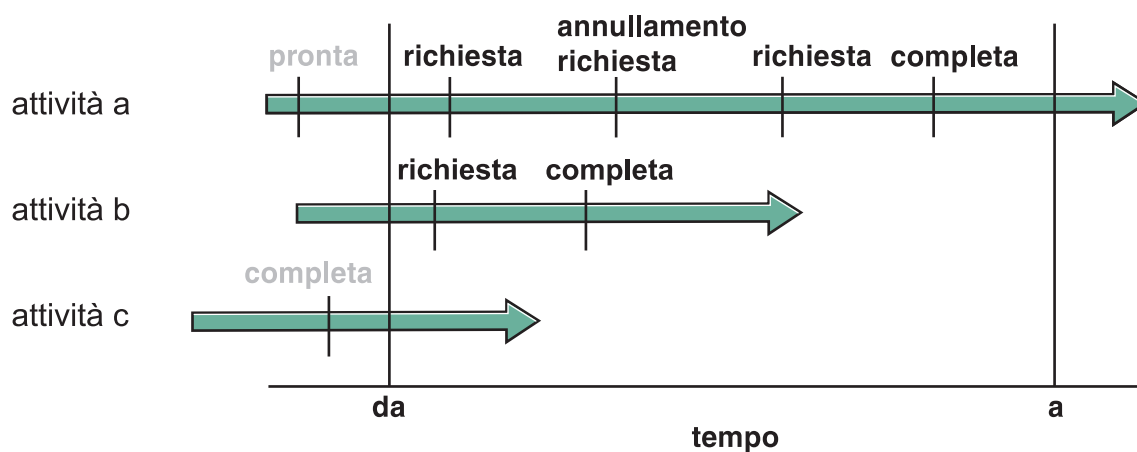 annullamento
pronta richiesta richiesta richiesta completa
attività a
richiesta completa
attività b
completa
attività c
da a
tempo